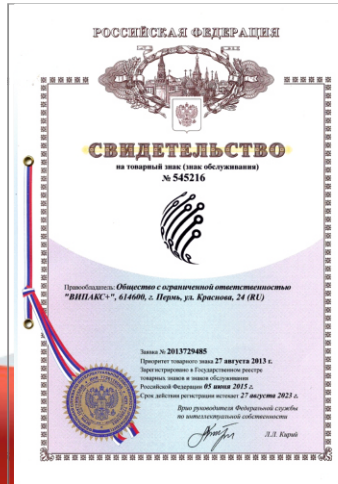 РОССИЙСКАЯ ФЕДЕРАЦИЯ
СВИДЕТЕЛЬСТВО
на товарный знак (знак обслуживания)
№ 545216
Правообладатель: Общество с ограниченной ответственностью
"ВИПАКС+", 614600, г. Пермь, ул. Краснова, 24 (RU)
Заявка № 2013729485
Приоритет товарного знака 27 августа 2013 г.
Зарегистрировано в Государственном реестре
товарных знаков и знаков обслуживания
Российской Федерации 05 июня 2015 г.
Срок действия регистрации истекает 27 августа 2023 г.
Врио руководителя Федеральной службы
по интеллектуальной собственности
Л.Л. Кирий